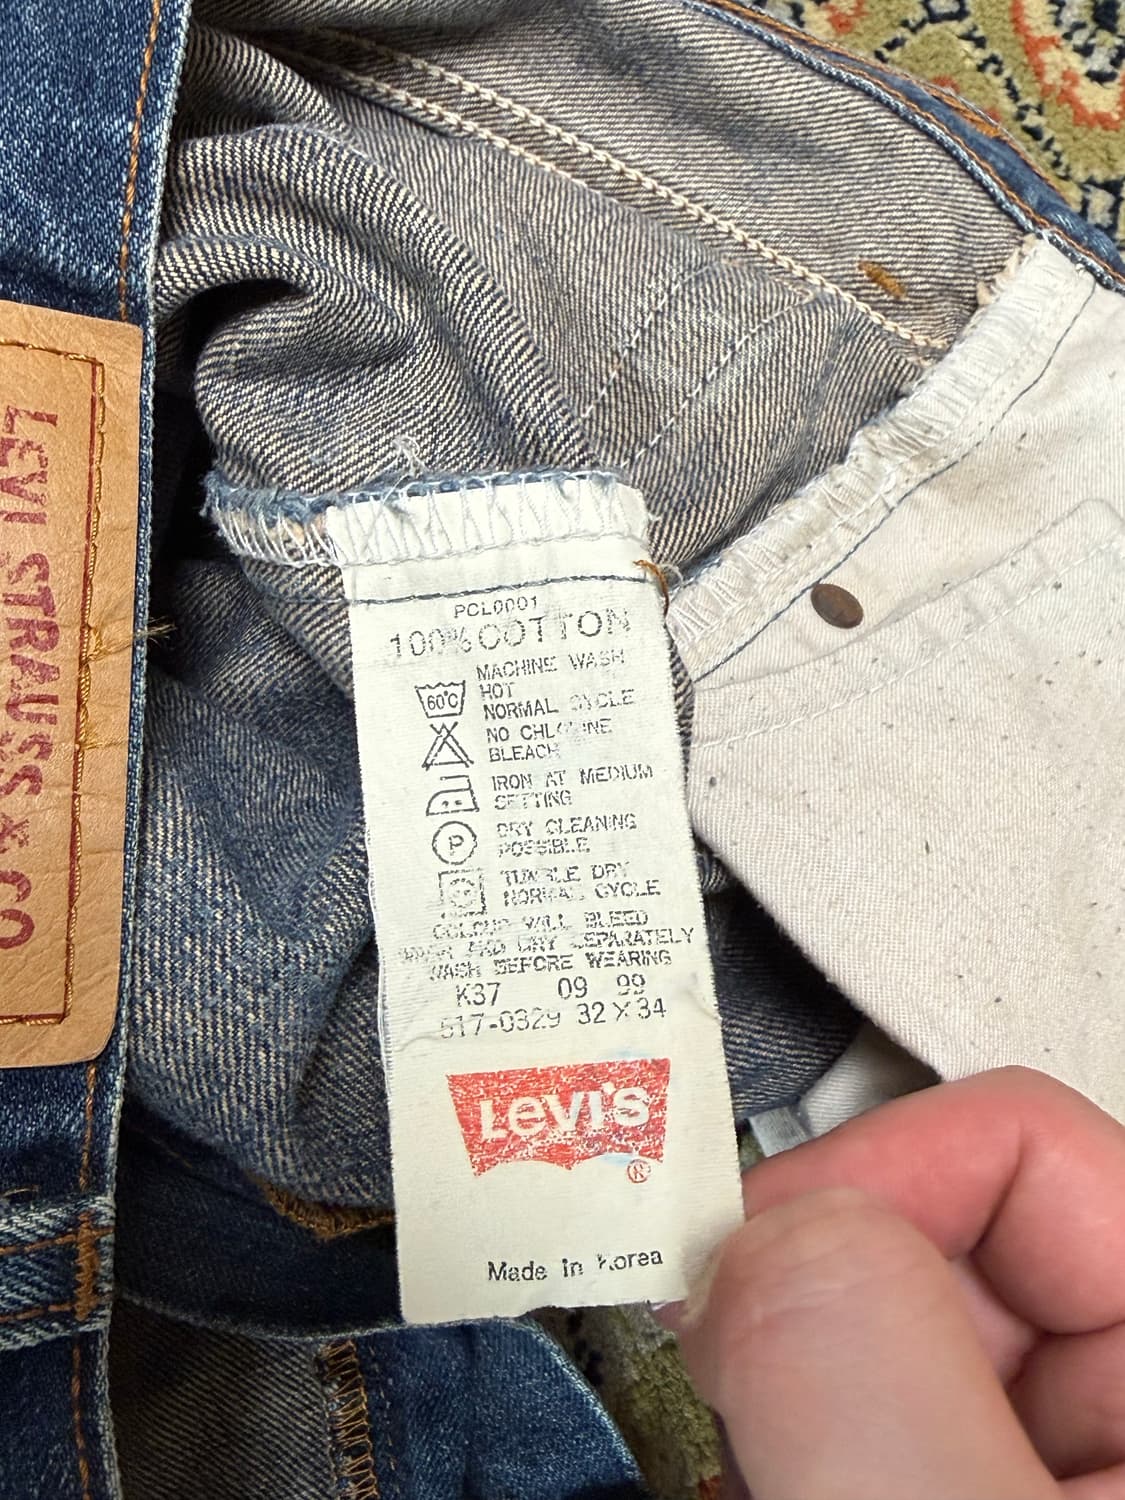 LEVI STRAUSS & CO
PCL0001
100% COTTON
MACHINE WASH
HOT
60°C
NORMAL CYCLE
NO CHLORINE
BLEACH
IRON AT MEDIUM
SETTING
P
DRY CLEANING
POSSIBLE
TUMBLE DRY
NORMAL CYCLE
COLOUR WILL BLEED
WASH AND DRY SEPARATELY
WASH BEFORE WEARING
K37 09 99
517-0329 32 X 34
LEVI'S
®
Made in Korea